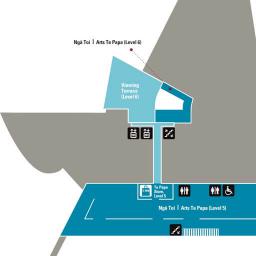 Ngā Toi | Arts Te Papa (Level 6)
Viewing
Terrace
(Level 6)
Te Papa
Store,
Level 5
Ngā Toi | Arts Te Papa (Level 5)